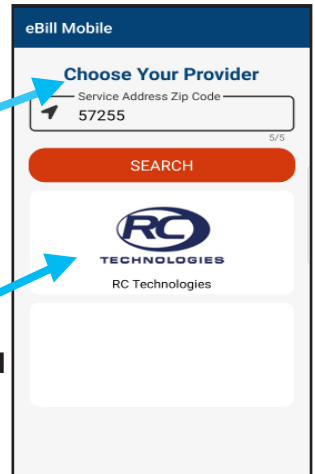 eBill Mobile
Choose Your Provider
Service Address Zip Code
57255
5/5
SEARCH
RC
TECHNOLOGIES
RC Technologies